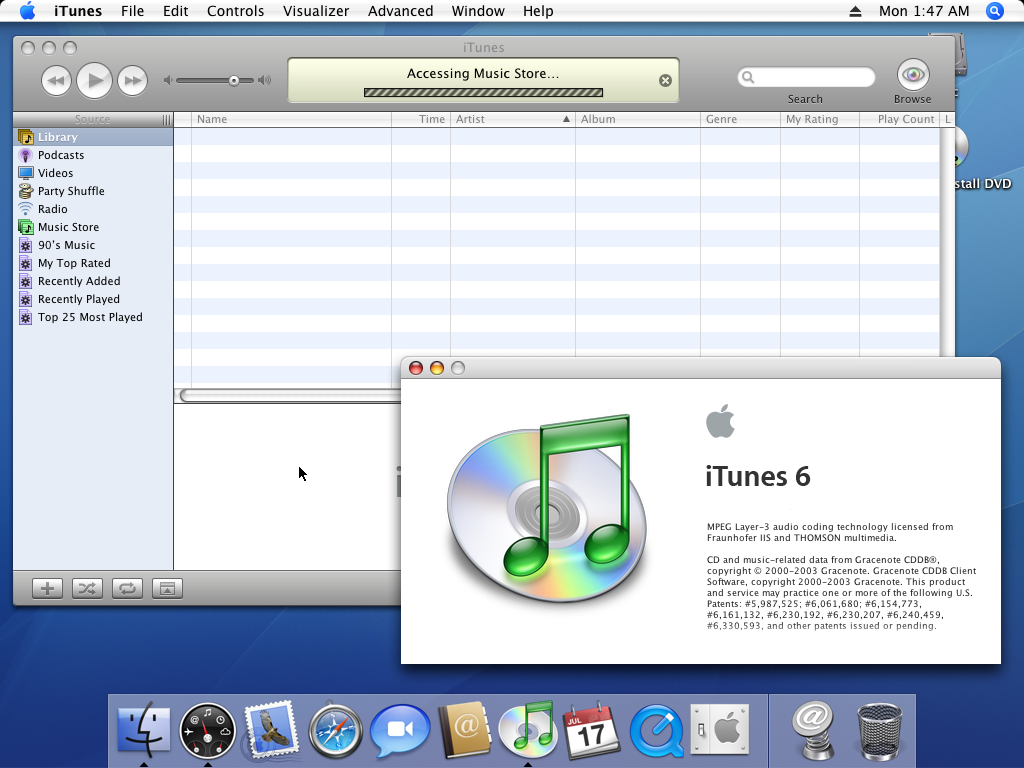 iTunes File Edit Controls Visualizer Advanced Window Help Mon 1:47 AM
iTunes
Accessing Music Store...
Search
Browse
Source
Name Time Artist Album Genre My Rating Play Count L
Library
Podcasts
Videos
Party Shuffle
Radio
Music Store
90's Music
My Top Rated
Recently Added
Recently Played
Top 25 Most Played
stall DVD
iTunes 6
MPEG Layer-3 audio coding technology licensed from
Fraunhofer IIS and THOMSON multimedia.
CD and music-related data from Gracenote CDDB®,
copyright © 2000-2003 Gracenote. Gracenote CDDB Client
Software, copyright 2000-2003 Gracenote. This product
and service may practice one or more of the following U.S.
Patents: #5,987,525; #6,061,680; #6,154,773,
#6,161,132, #6,230,192, #6,230,207, #6,240,459,
#6,330,593, and other patents issued or pending.
JUL
17